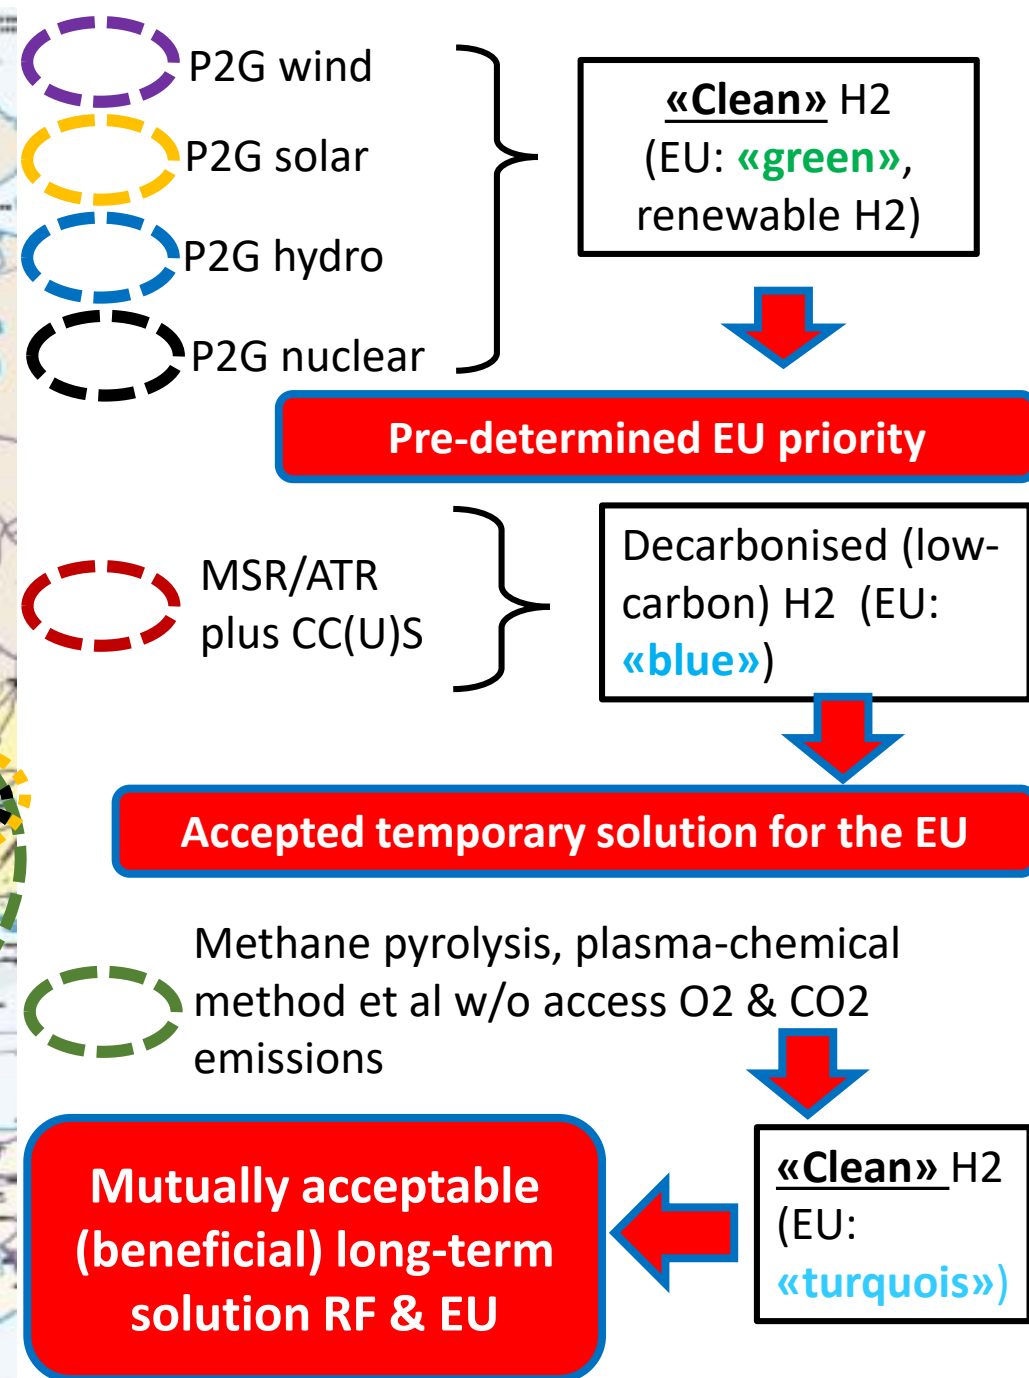 P2G wind
P2G solar
P2G hydro
P2G nuclear
«Clean» H2
(EU: «green»,
renewable H2)
Pre-determined EU priority
MSR/ATR
plus CC(U)S
Decarbonised (low-
carbon) H2 (EU:
«blue»)
Accepted temporary solution for the EU
Methane pyrolysis, plasma-chemical
method et al w/o access O2 & CO2
emissions
«Clean» H2
(EU:
«turquois»)
Mutually acceptable
(beneficial) long-term
solution RF & EU